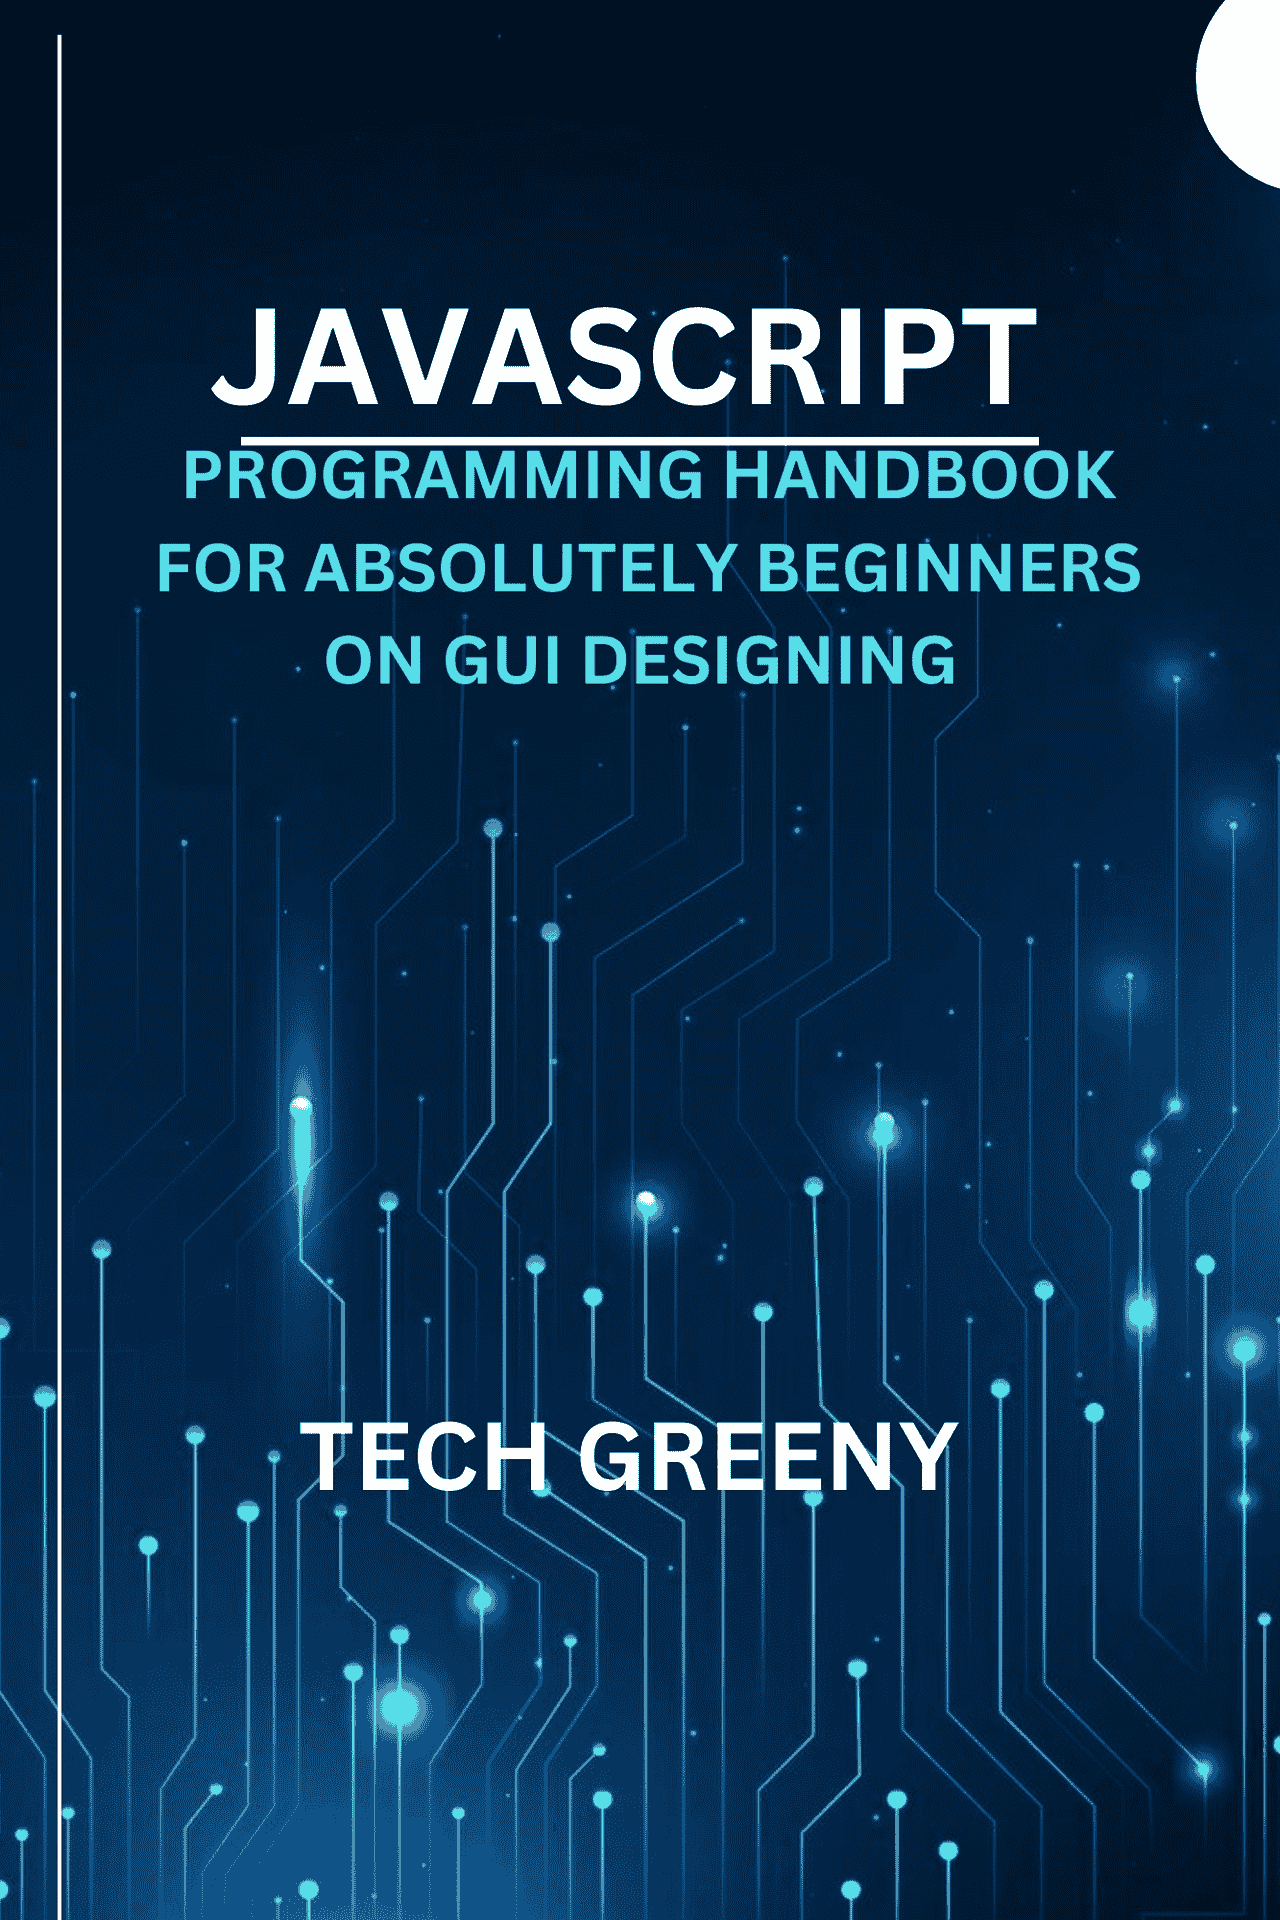 JAVASCRIPT
PROGRAMMING HANDBOOK
FOR ABSOLUTELY BEGINNERS
ON GUI DESIGNING
TECH GREENY